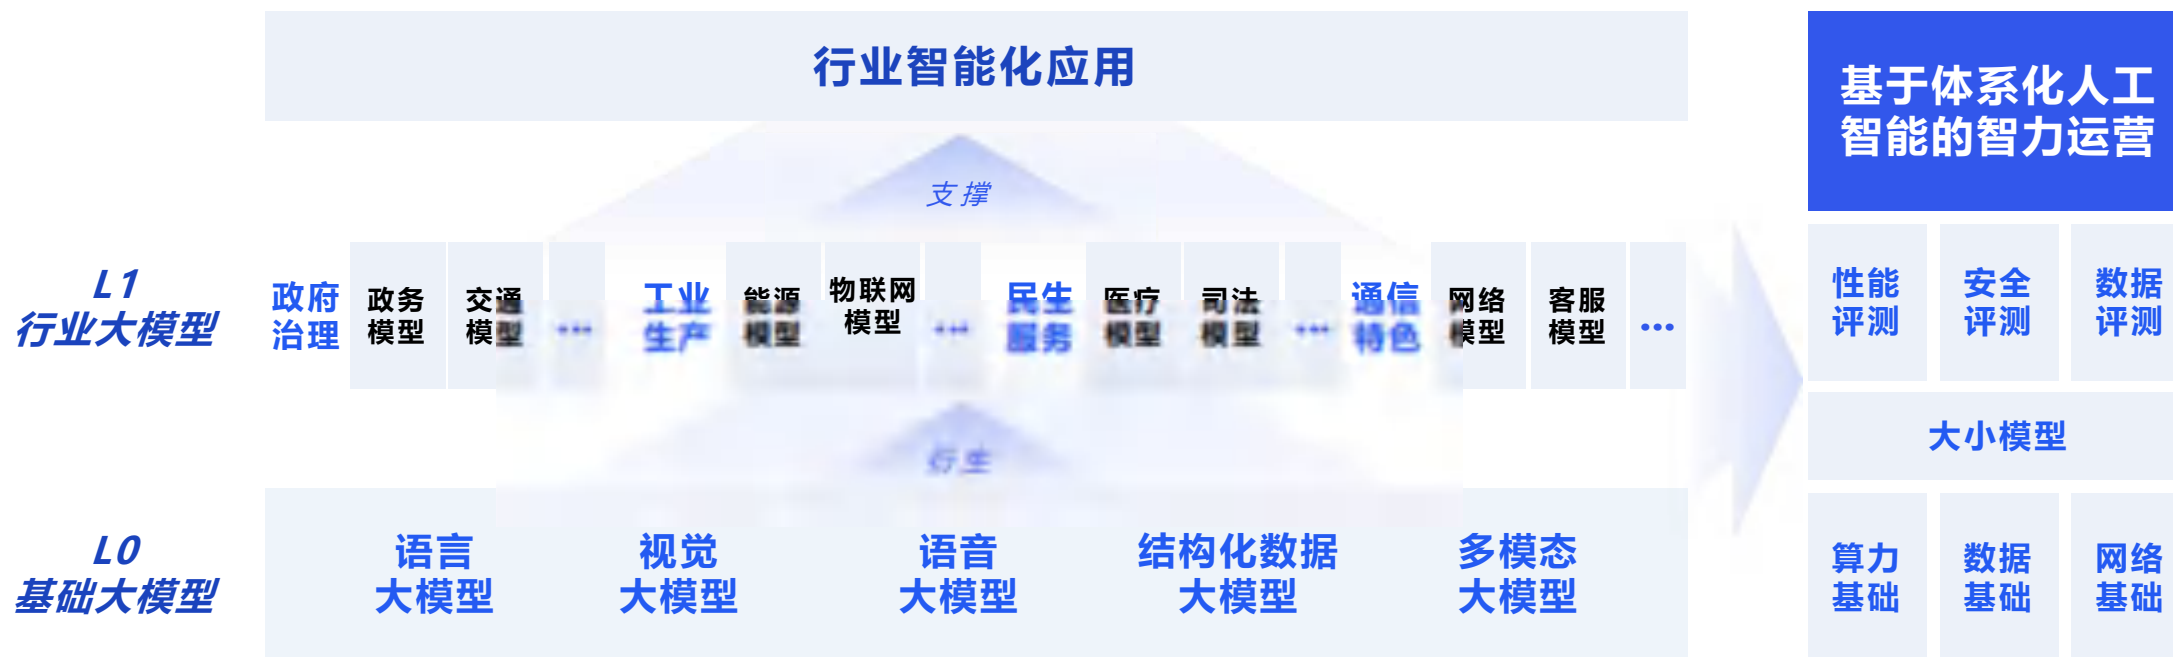 行业智能化应用
支撑
L1
行业大模型
政府
治理
政务
模型
交通
模型
...
工业
生产
能源
模型
物联网
模型
...
民生
服务
医疗
模型
司法
模型
...
通信
特色
网络
模型
客服
模型
...
衍生
L0
基础大模型
语言
大模型
视觉
大模型
语音
大模型
结构化数据
大模型
多模态
大模型
基于体系化人工
智能的智力运营
性能
评测
安全
评测
数据
评测
大小模型
算力
基础
数据
基础
网络
基础